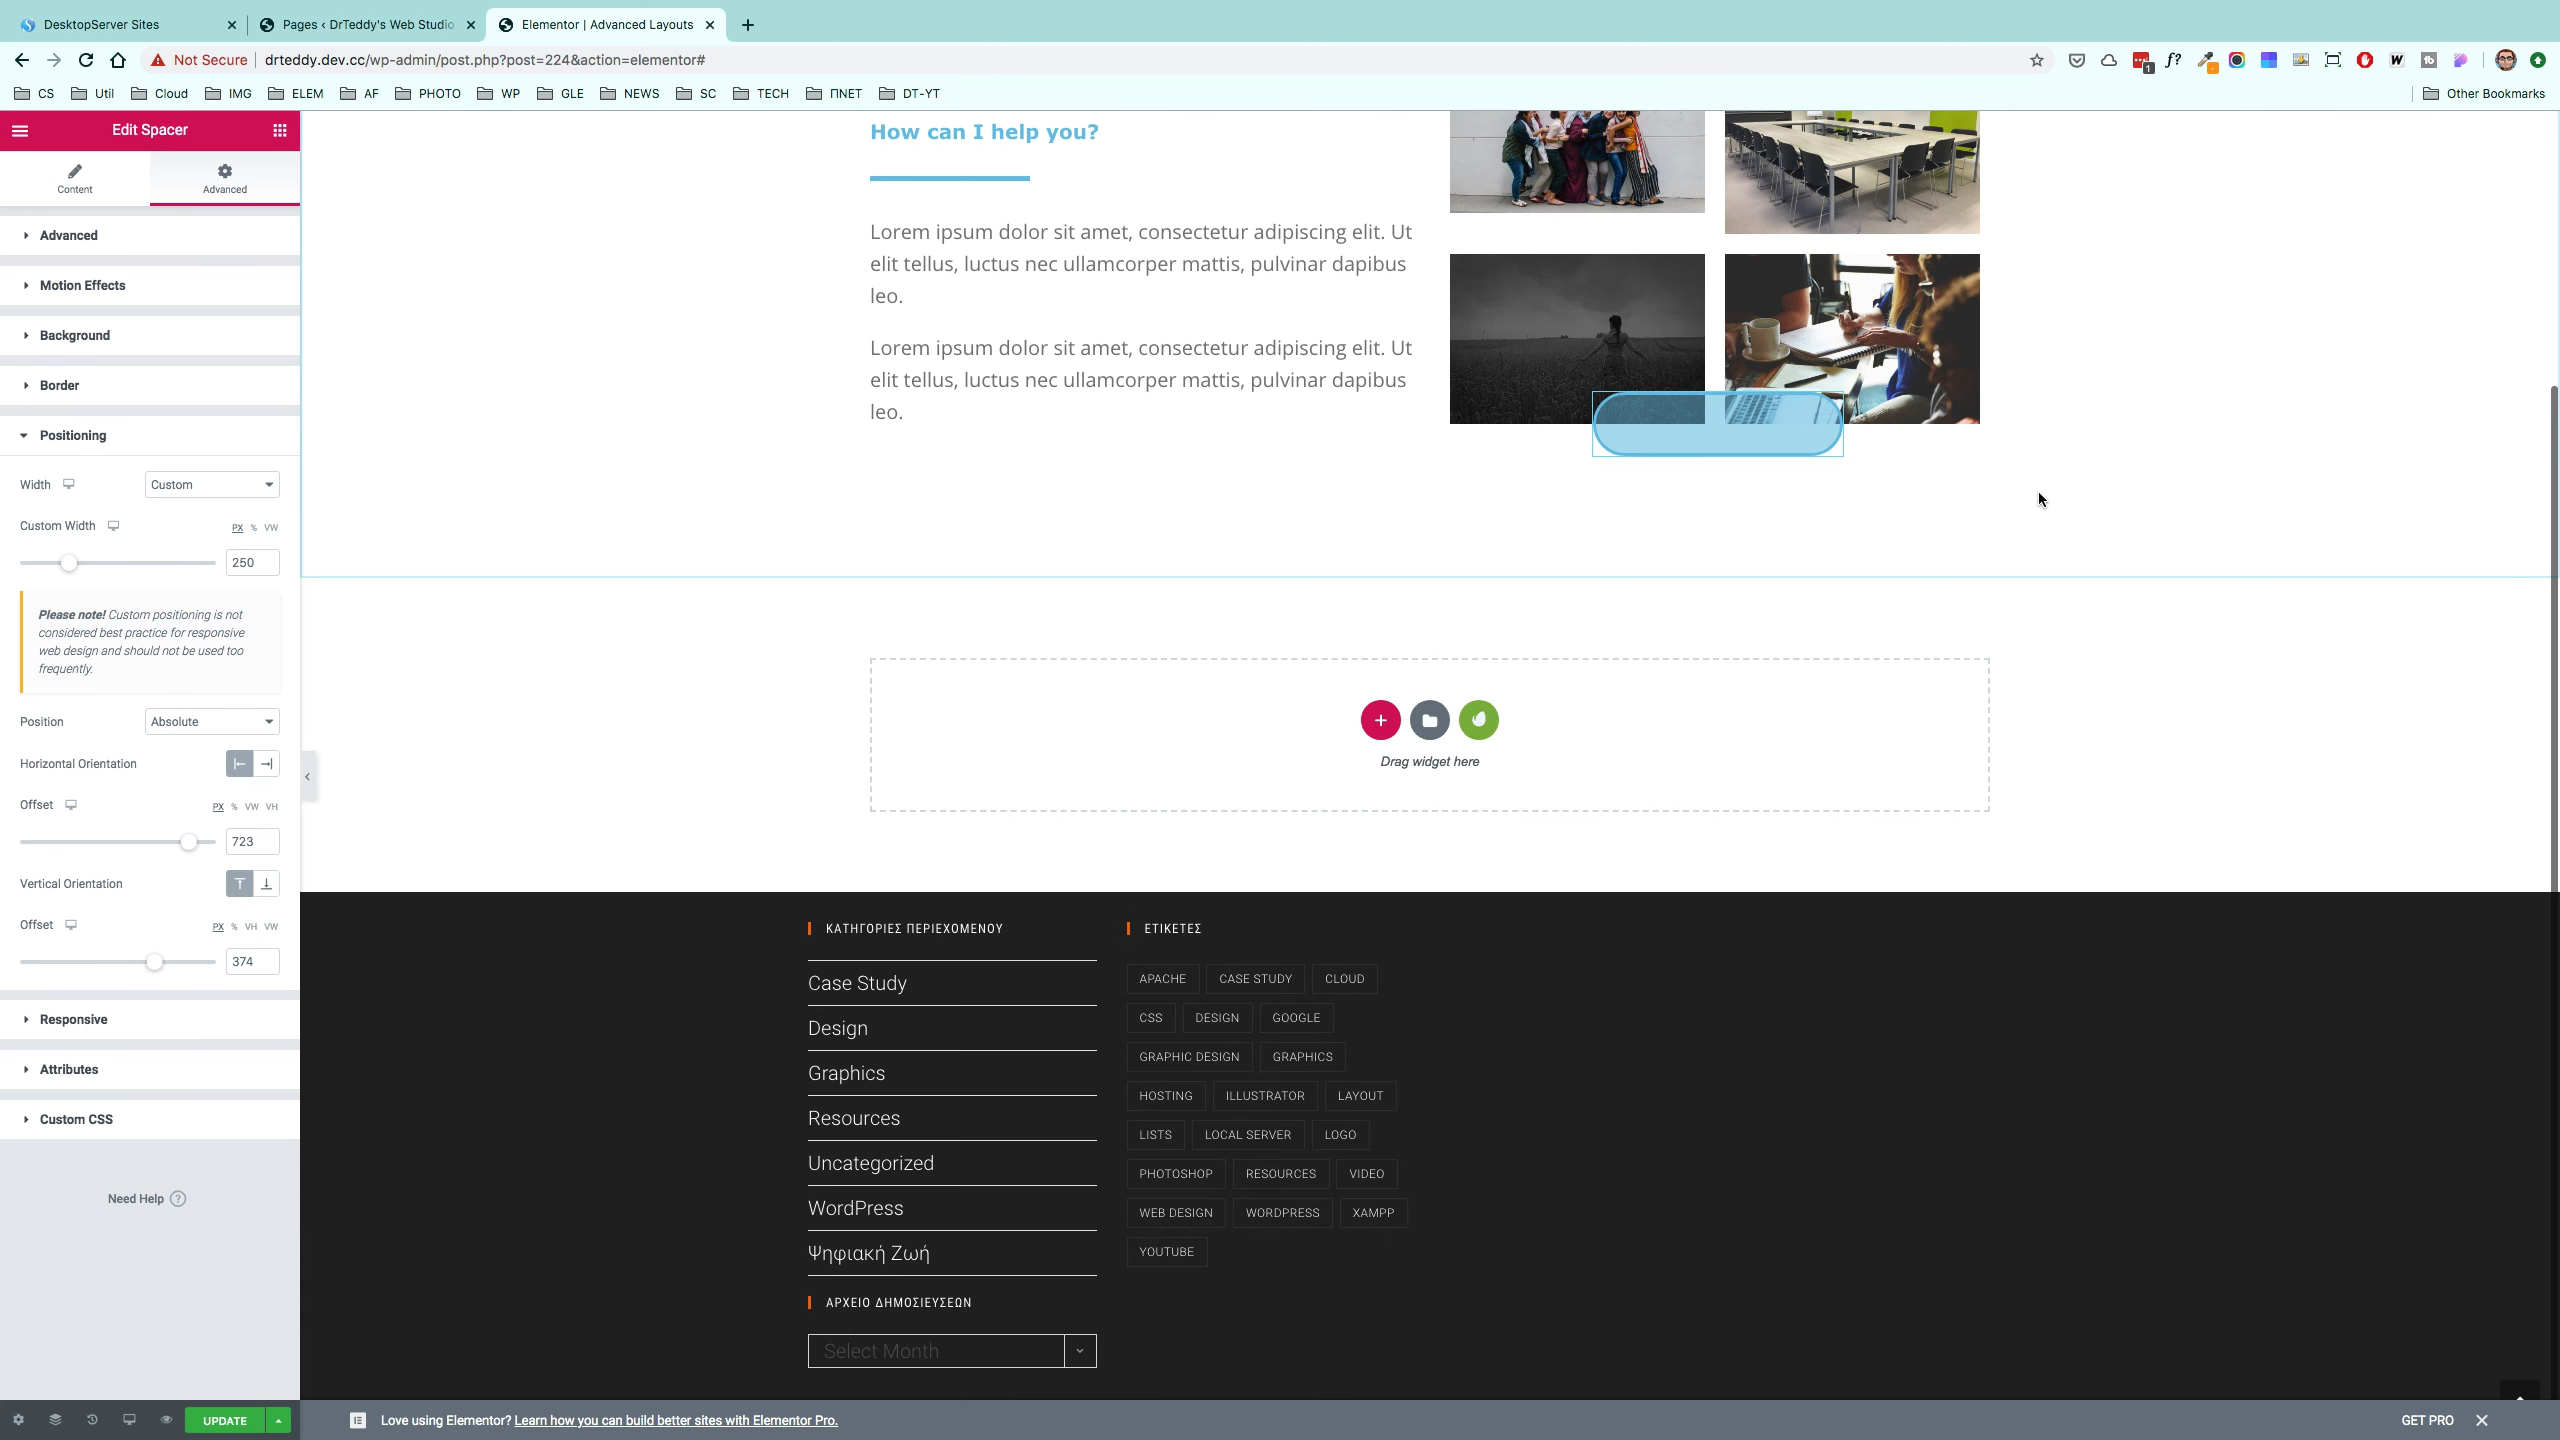 DesktopServer Sites
Pages ‹ DrTeddy's Web Studio
Elementor | Advanced Layouts
Not Secure
drteddy.dev.cc/wp-admin/post.php?post=224&action=elementor#
CS
Util
Cloud
IMG
ELEM
AF
PHOTO
WP
GLE
NEWS
SC
TECH
ΠΝΕΤ
DT-YT
Other Bookmarks
Edit Spacer
Content
Advanced
Advanced
Motion Effects
Background
Border
Positioning
Width
Custom
Custom Width
PX % VW
250
Please note! Custom positioning is not
considered best practice for responsive
web design and should not be used too
frequently.
Position
Absolute
Horizontal Orientation
Offset
PX % VW VH
723
Vertical Orientation
Offset
PX % VH VW
374
Responsive
Attributes
Custom CSS
Need Help ?
UPDATE
How can I help you?
Lorem ipsum dolor sit amet, consectetur adipiscing elit. Ut
elit tellus, luctus nec ullamcorper mattis, pulvinar dapibus
leo.
Lorem ipsum dolor sit amet, consectetur adipiscing elit. Ut
elit tellus, luctus nec ullamcorper mattis, pulvinar dapibus
leo.
Drag widget here
ΚΑΤΗΓΟΡΙΕΣ ΠΕΡΙΕΧΟΜΕΝΟΥ
Case Study
Design
Graphics
Resources
Uncategorized
WordPress
Ψηφιακή Ζωή
ΑΡΧΕΙΟ ΔΗΜΟΣΙΕΥΣΕΩΝ
Select Month
ΕΤΙΚΕΤΕΣ
APACHE
CASE STUDY
CLOUD
CSS
DESIGN
GOOGLE
GRAPHIC DESIGN
GRAPHICS
HOSTING
ILLUSTRATOR
LAYOUT
LISTS
LOCAL SERVER
LOGO
PHOTOSHOP
RESOURCES
VIDEO
WEB DESIGN
WORDPRESS
XAMPP
YOUTUBE
Love using Elementor? Learn how you can build better sites with Elementor Pro.
GET PRO